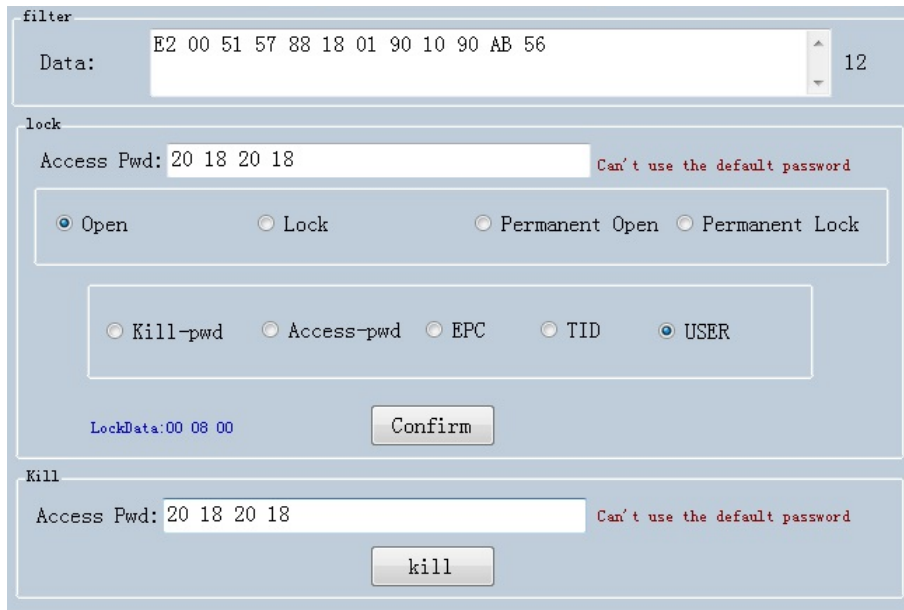 filter
Data: E2 00 51 57 88 18 01 90 10 90 AB 56 12
lock
Access Pwd: 20 18 20 18 Can't use the default password
Open Lock Permanent Open Permanent Lock
Kill-pwd Access-pwd EPC TID USER
LockData:00 08 00 Confirm
Kill
Access Pwd: 20 18 20 18 Can't use the default password
kill